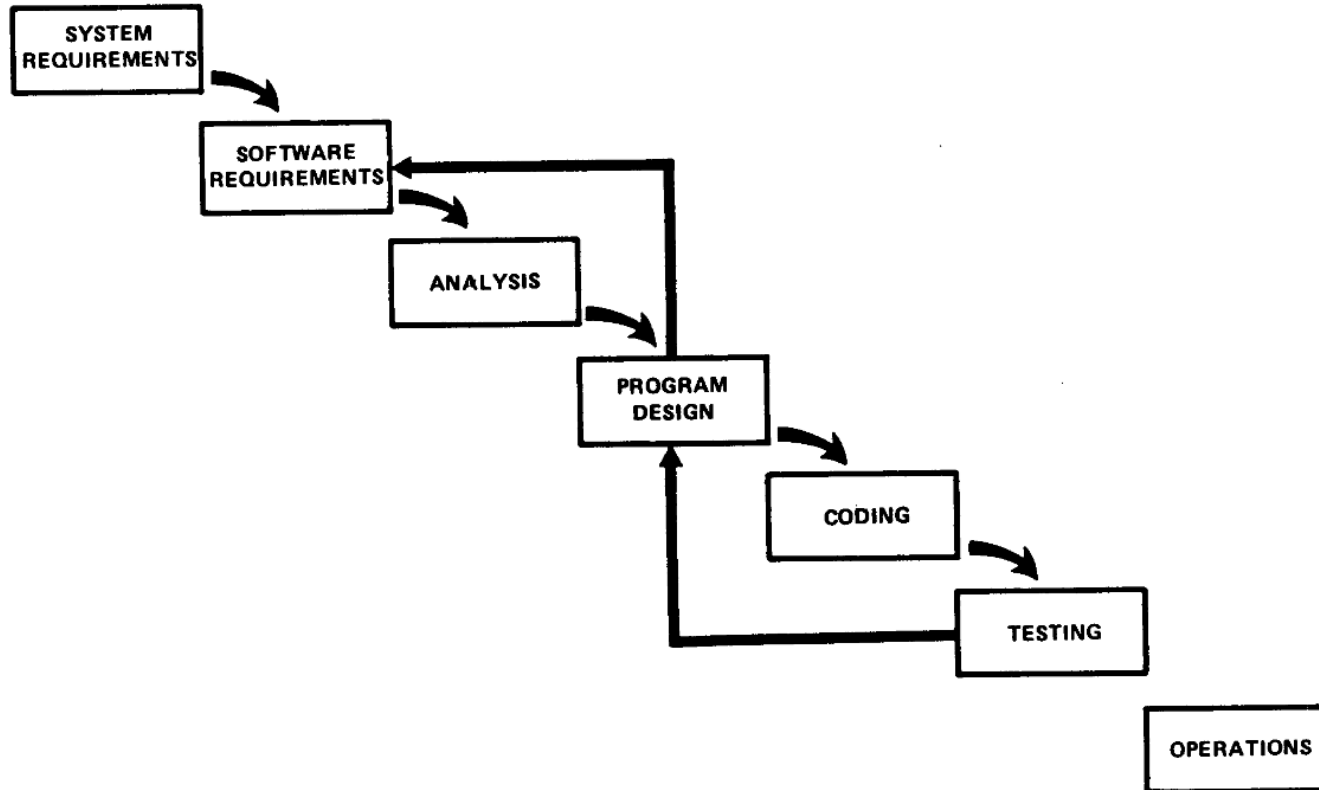 SYSTEM
REQUIREMENTS
SOFTWARE
REQUIREMENTS
ANALYSIS
PROGRAM
DESIGN
CODING
TESTING
OPERATIONS